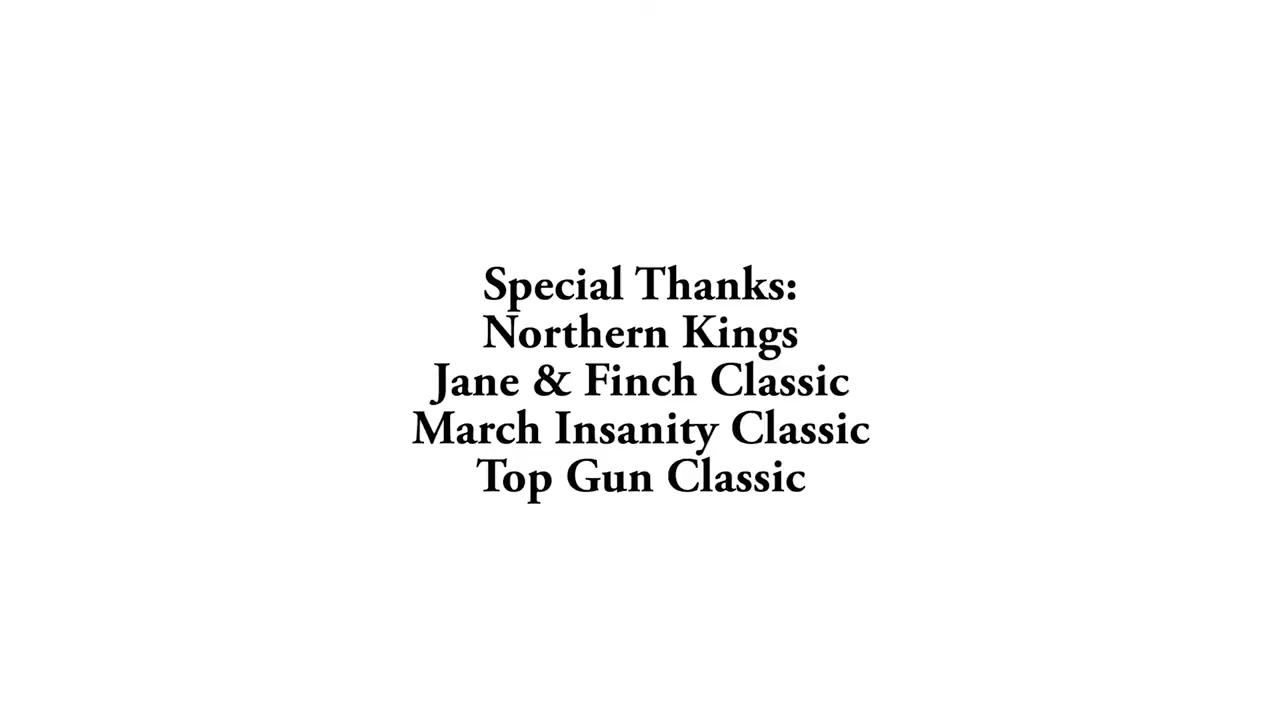 Special Thanks:
Northern Kings
Jane & Finch Classic
March Insanity Classic
Top Gun Classic